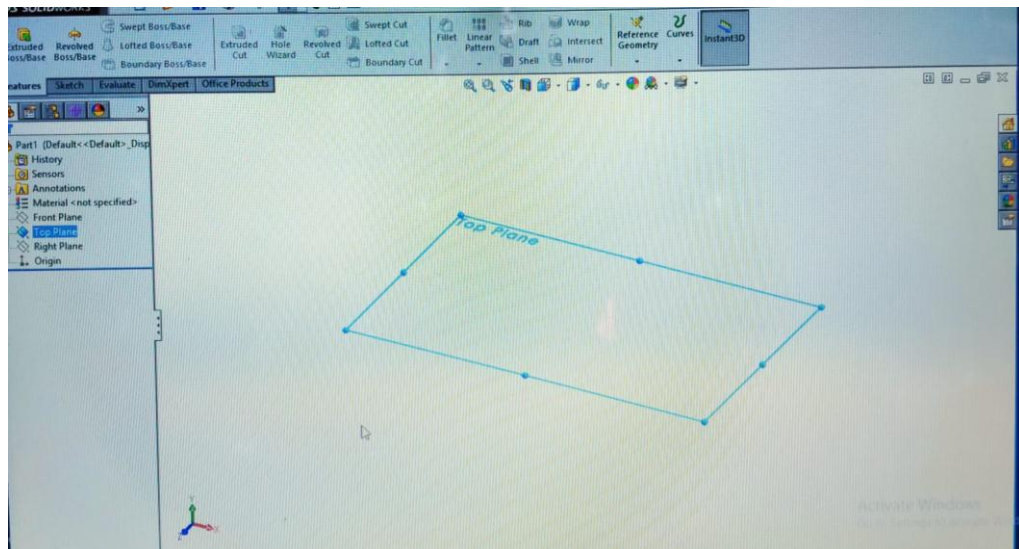 SOLIDWORKS
Extruded Boss/Base
Revolved Boss/Base
Swept Boss/Base
Lofted Boss/Base
Boundary Boss/Base
Extruded Cut
Hole Wizard
Revolved Cut
Swept Cut
Lofted Cut
Boundary Cut
Fillet
Linear Pattern
Rib
Draft
Shell
Wrap
Intersect
Mirror
Reference Geometry
Curves
Instant3D
eatures Sketch Evaluate DimXpert Office Products
Part1 (Default<<Default>_Disp
History
Sensors
A Annotations
Material <not specified>
Front Plane
Top Plane
Right Plane
Origin
Top Plane
Y
X
Z
Activate Windows